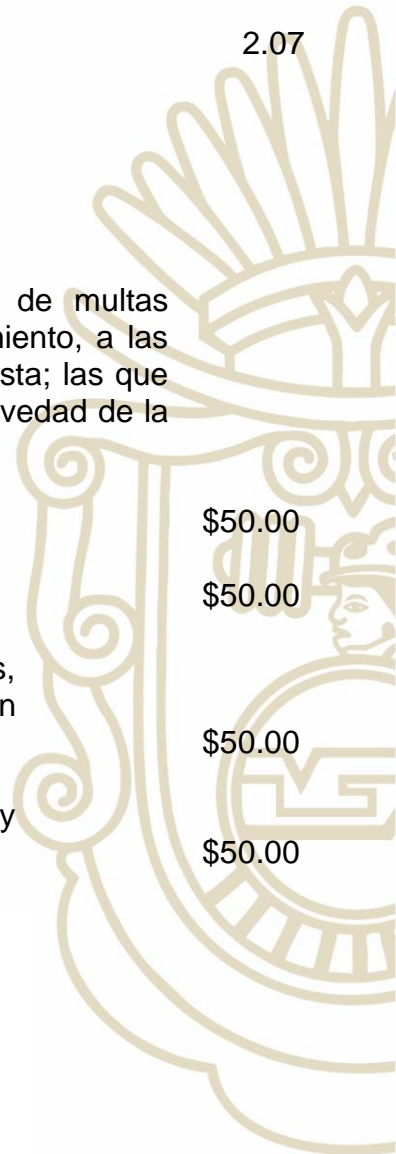 2.07
de multas
niento, a las
sta; las que
vedad de la
$50.00
$50.00
s,
n
$50.00
y
$50.00